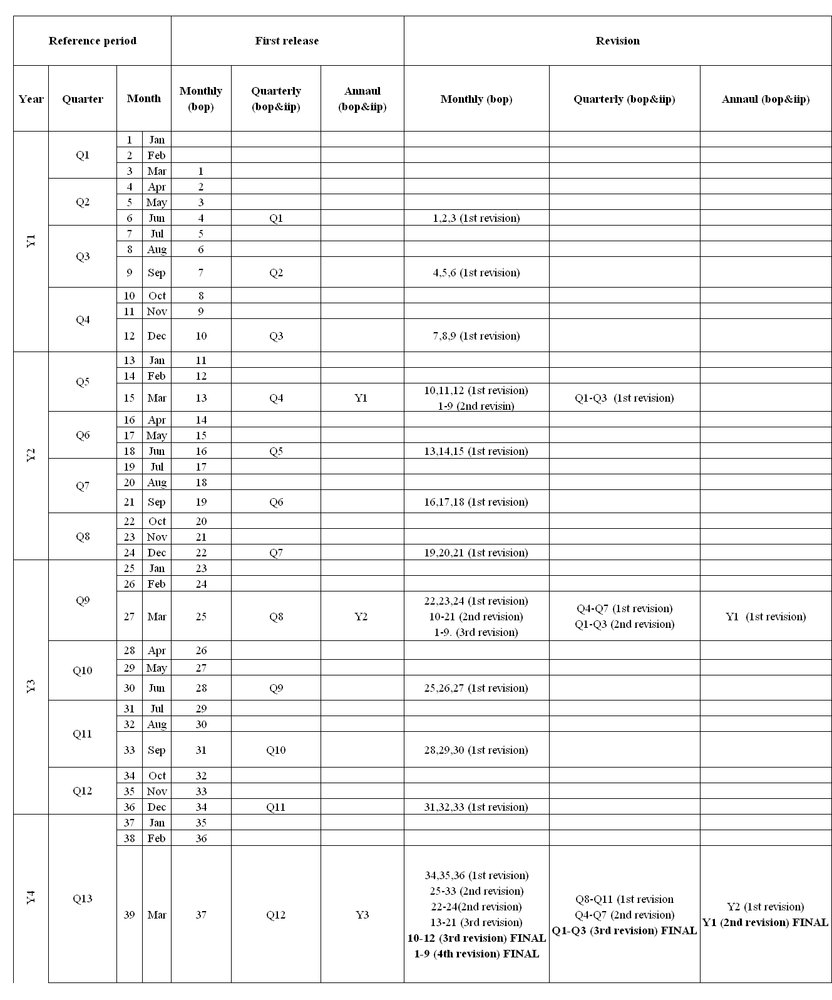 Reference period First release Revision
Year Quarter Month Monthly (bop) Quarterly (bop&iip) Annaul (bop&iip) Monthly (bop) Quarterly (bop&iip) Annaul (bop&iip)
Y1 Q1 1 Jan
2 Feb
3 Mar 1
Q2 4 Apr 2
5 May 3
6 Jun 4 Q1 1,2,3 (1st revision)
Q3 7 Jul 5
8 Aug 6
9 Sep 7 Q2 4,5,6 (1st revision)
Q4 10 Oct 8
11 Nov 9
12 Dec 10 Q3 7,8,9 (1st revision)
Y2 Q5 13 Jan 11
14 Feb 12
15 Mar 13 Q4 Y1 10,11,12 (1st revision) Q1-Q3 (1st revision)
1-9 (2nd revisin)
Q6 16 Apr 14
17 May 15
18 Jun 16 Q5 13,14,15 (1st revision)
Q7 19 Jul 17
20 Aug 18
21 Sep 19 Q6 16,17,18 (1st revision)
Q8 22 Oct 20
23 Nov 21
24 Dec 22 Q7 19,20,21 (1st revision)
Y3 Q9 25 Jan 23
26 Feb 24
27 Mar 25 Q8 Y2 22,23,24 (1st revision) Q4-Q7 (1st revision) Y1 (1st revision)
10-21 (2nd revision) Q1-Q3 (2nd revision)
1-9. (3rd revision)
Q10 28 Apr 26
29 May 27
30 Jun 28 Q9 25,26,27 (1st revision)
Q11 31 Jul 29
32 Aug 30
33 Sep 31 Q10 28,29,30 (1st revision)
Q12 34 Oct 32
35 Nov 33
36 Dec 34 Q11 31,32,33 (1st revision)
Y4 Q13 37 Jan 35
38 Feb 36
39 Mar 37 Q12 Y3 34,35,36 (1st revision) Q8-Q11 (1st revision Y2 (1st revision)
25-33 (2nd revision) Q4-Q7 (2nd revision) Y1 (2nd revision) FINAL
22-24(2nd revision) Q1-Q3 (3rd revision) FINAL
13-21 (3rd revision)
10-12 (3rd revision) FINAL
1-9 (4th revision) FINAL